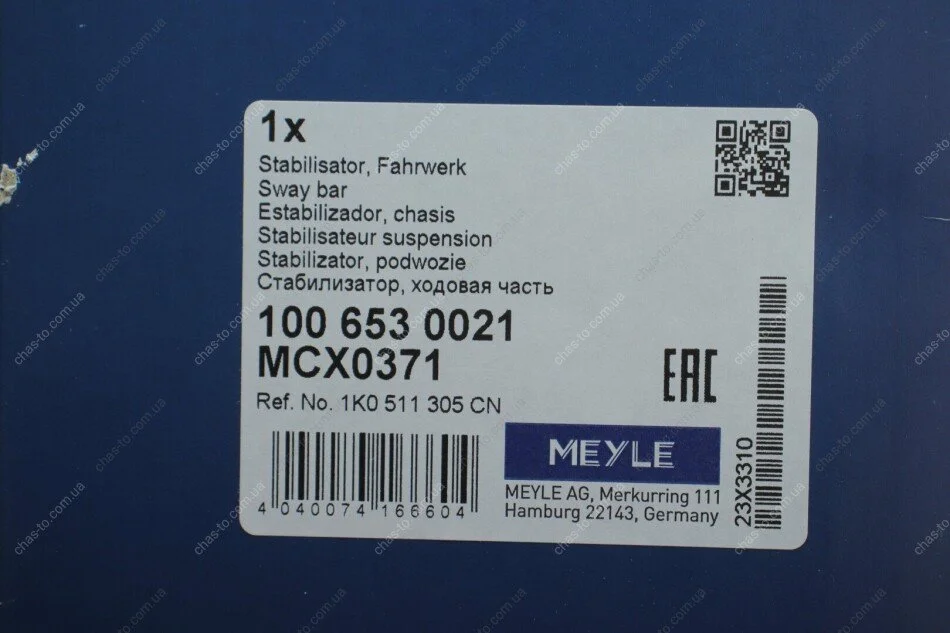 1x
Stabilisator, Fahrwerk
Sway bar
Estabilizador, chasis
Stabilisateur suspension
Stabilizator, podwozie
Стабилизатор, ходовая часть
100 653 0021
MCX0371
EAC
Ref. No. 1K0 511 305 CN
MEYLE
MEYLE AG, Merkurring 111
Hamburg 22143, Germany
4 040074 166604
23X3310
chas-to.com.ua